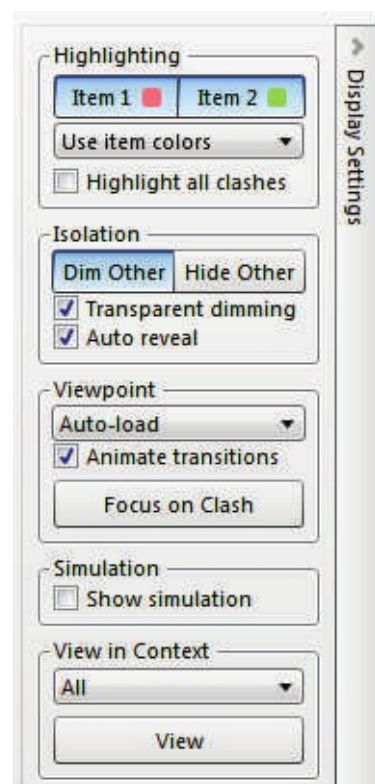 Highlighting
Item 1 Item 2
Use item colors
Highlight all clashes
Isolation
Dim Other Hide Other
Transparent dimming
Auto reveal
Viewpoint
Auto-load
Animate transitions
Focus on Clash
Simulation
Show simulation
View in Context
All
View
Display Settings